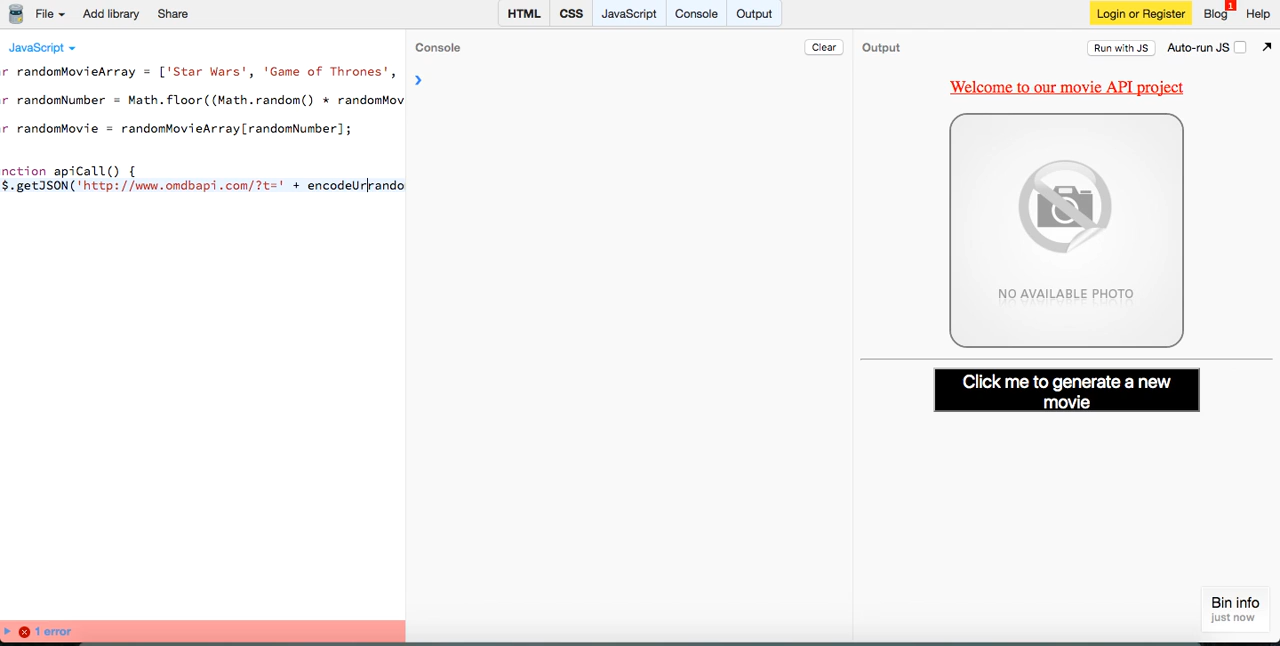 File Add library Share HTML CSS JavaScript Console Output Login or Register Blog 1 Help
JavaScript
r randomMovieArray = ['Star Wars', 'Game of Thrones',
r randomNumber = Math.floor((Math.random() * randomMov
r randomMovie = randomMovieArray[randomNumber];
nction apiCall() {
$.getJSON('http://www.omdbapi.com/?t=' + encodeUrrando
1 error
Console Clear
Output Run with JS Auto-run JS
Welcome to our movie API project
NO AVAILABLE PHOTO
Click me to generate a new
movie
Bin info
just now